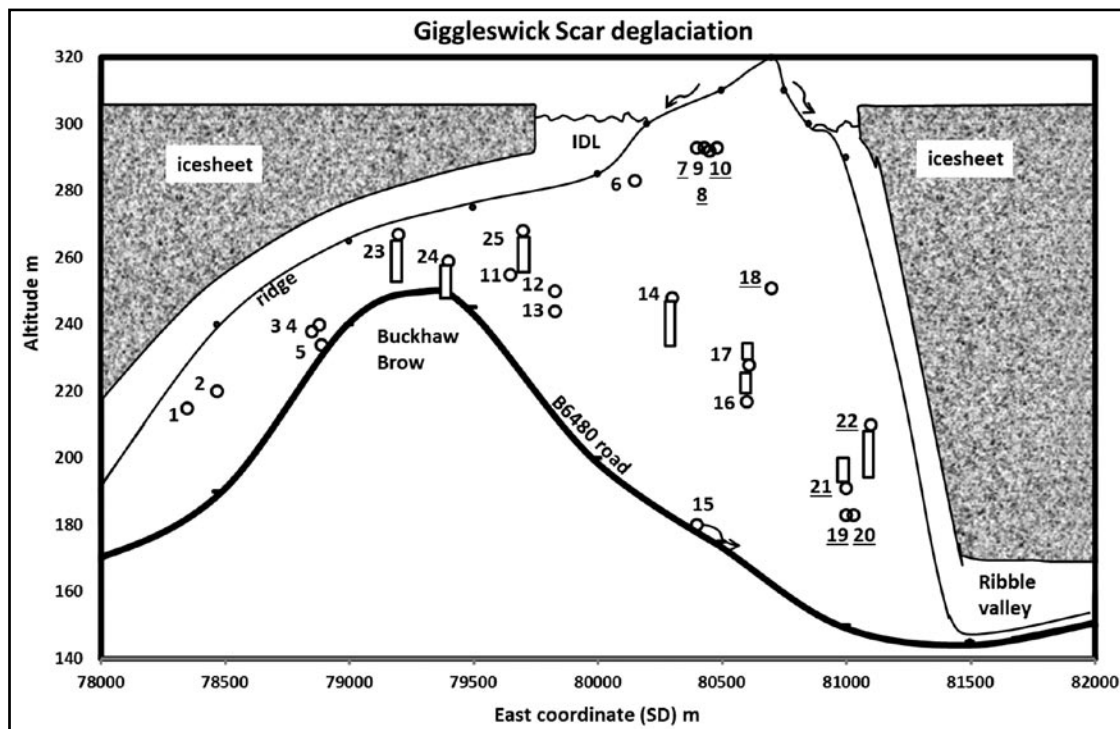 Giggleswick Scar deglaciation
320
300
280
260
240
220
200
180
160
140
Altitude m
icesheet
IDL
icesheet
6
7 9 10
8
23
24
25
11
12
13
14
18
ridge
3 4
5
Buckhaw
Brow
17
16
2
1
B6480 road
22
21
15
19 20
Ribble
valley
78000 78500 79000 79500 80000 80500 81000 81500 82000
East coordinate (SD) m